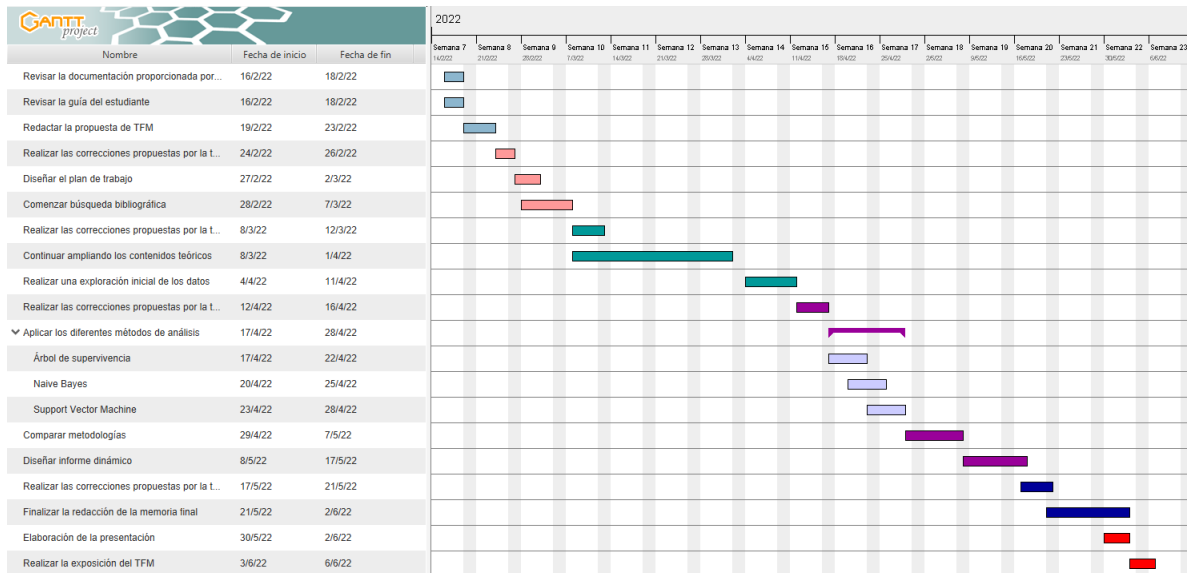 GANTT project
2022
Semana 7 Semana 8 Semana 9 Semana 10 Semana 11 Semana 12 Semana 13 Semana 14 Semana 15 Semana 16 Semana 17 Semana 18 Semana 19 Semana 20 Semana 21 Semana 22 Semana 23
14/2/22 21/2/22 28/2/22 7/3/22 14/3/22 21/3/22 28/3/22 4/4/22 11/4/22 18/4/22 25/4/22 2/5/22 9/5/22 16/5/22 23/5/22 30/5/22 6/6/22
Nombre Fecha de inicio Fecha de fin
Revisar la documentación proporcionada por... 16/2/22 18/2/22
Revisar la guía del estudiante 16/2/22 18/2/22
Redactar la propuesta de TFM 19/2/22 23/2/22
Realizar las correcciones propuestas por la t... 24/2/22 26/2/22
Diseñar el plan de trabajo 27/2/22 2/3/22
Comenzar búsqueda bibliográfica 28/2/22 7/3/22
Realizar las correcciones propuestas por la t... 8/3/22 12/3/22
Continuar ampliando los contenidos teóricos 8/3/22 1/4/22
Realizar una exploración inicial de los datos 4/4/22 11/4/22
Realizar las correcciones propuestas por la t... 12/4/22 16/4/22
Aplicar los diferentes métodos de análisis 17/4/22 28/4/22
Árbol de supervivencia 17/4/22 22/4/22
Naive Bayes 20/4/22 25/4/22
Support Vector Machine 23/4/22 28/4/22
Comparar metodologías 29/4/22 7/5/22
Diseñar informe dinámico 8/5/22 17/5/22
Realizar las correcciones propuestas por la t... 17/5/22 21/5/22
Finalizar la redacción de la memoria final 21/5/22 2/6/22
Elaboración de la presentación 30/5/22 2/6/22
Realizar la exposición del TFM 3/6/22 6/6/22